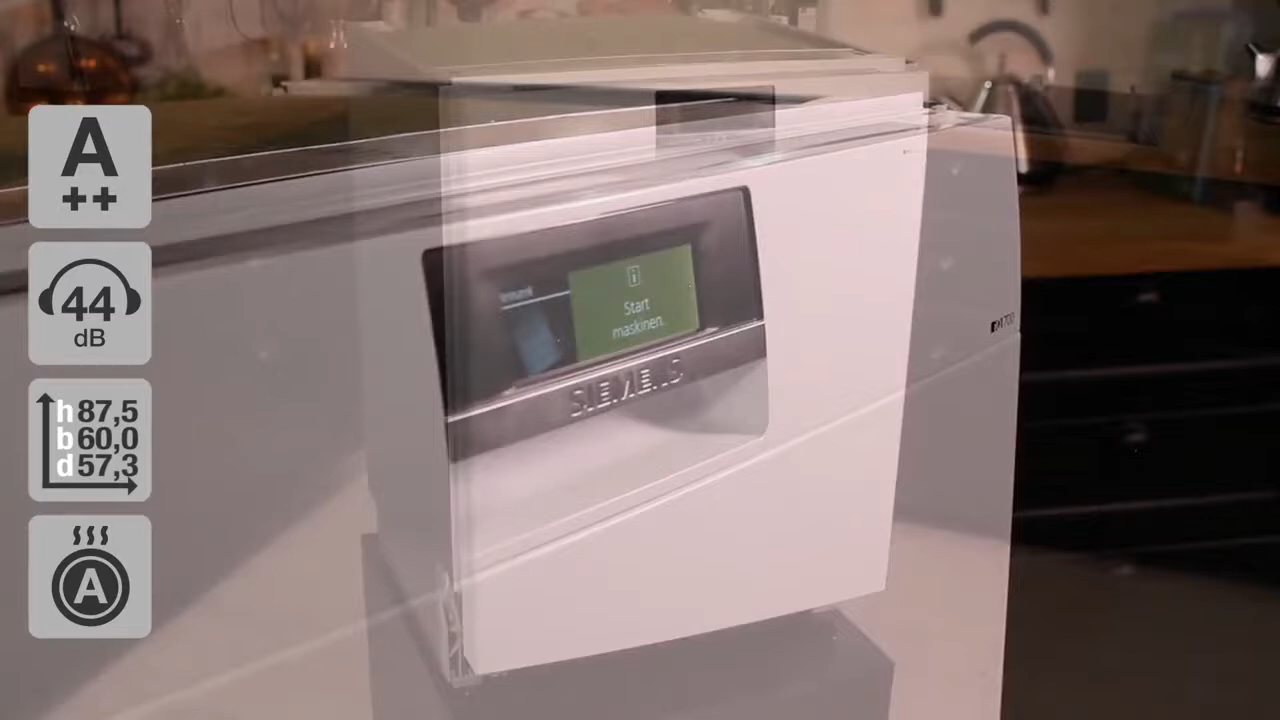 A
++
44
dB
h 87,5
b 60,0
d 57,3
A
i
Start
maskinen
SIEMENS